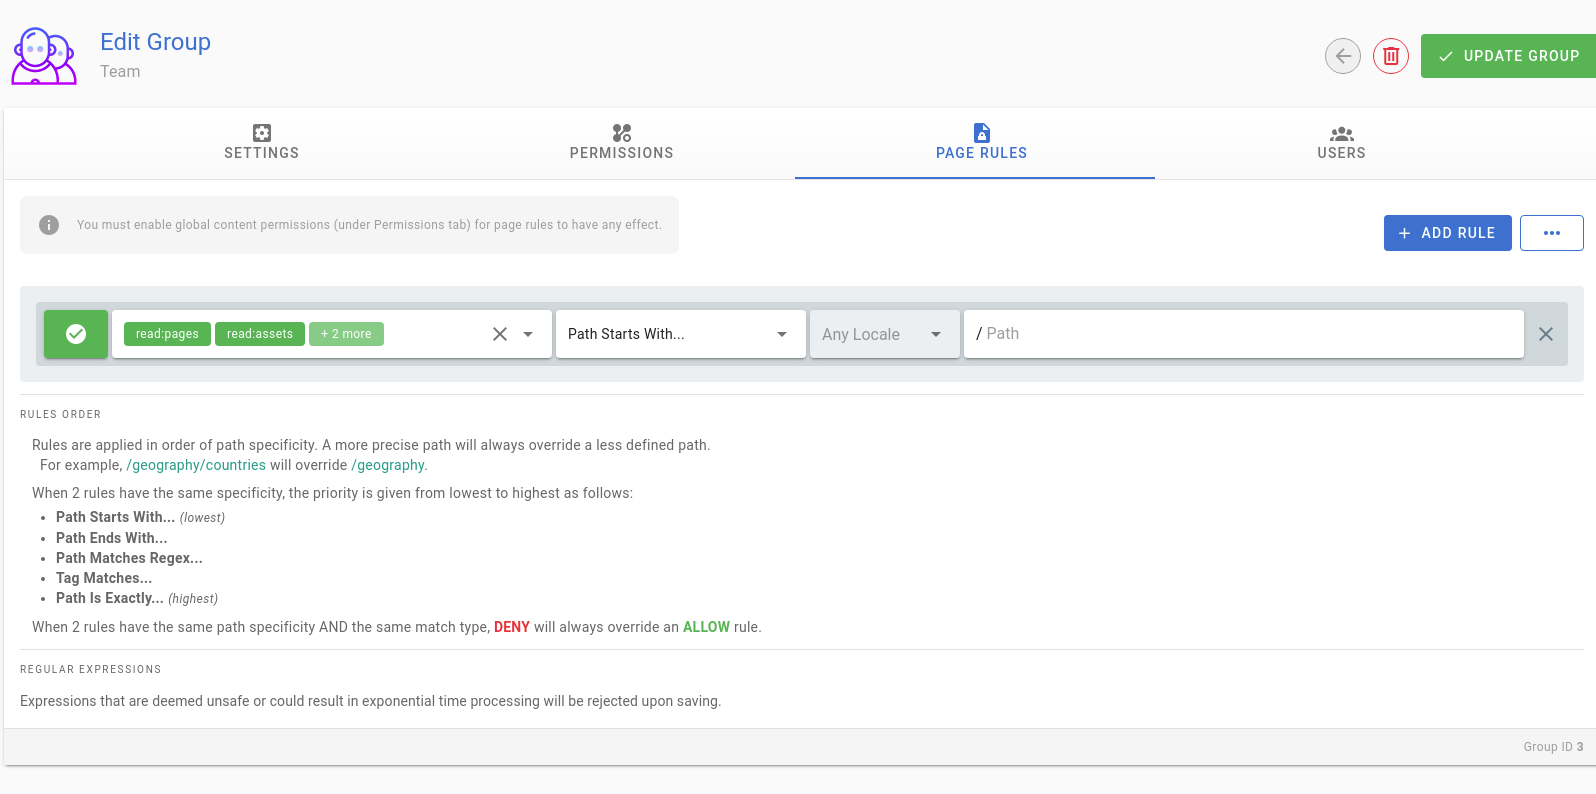 Edit Group
Team
UPDATE GROUP
SETTINGS
PERMISSIONS
PAGE RULES
USERS
You must enable global content permissions (under Permissions tab) for page rules to have any effect.
ADD RULE
read:pages read:assets + 2 more
Path Starts With...
Any Locale
/ Path
RULES ORDER
Rules are applied in order of path specificity. A more precise path will always override a less defined path.
For example, /geography/countries will override /geography.
When 2 rules have the same specificity, the priority is given from lowest to highest as follows:
• Path Starts With... (lowest)
• Path Ends With...
• Path Matches Regex...
• Tag Matches...
• Path Is Exactly... (highest)
When 2 rules have the same path specificity AND the same match type, DENY will always override an ALLOW rule.
REGULAR EXPRESSIONS
Expressions that are deemed unsafe or could result in exponential time processing will be rejected upon saving.
Group ID 3